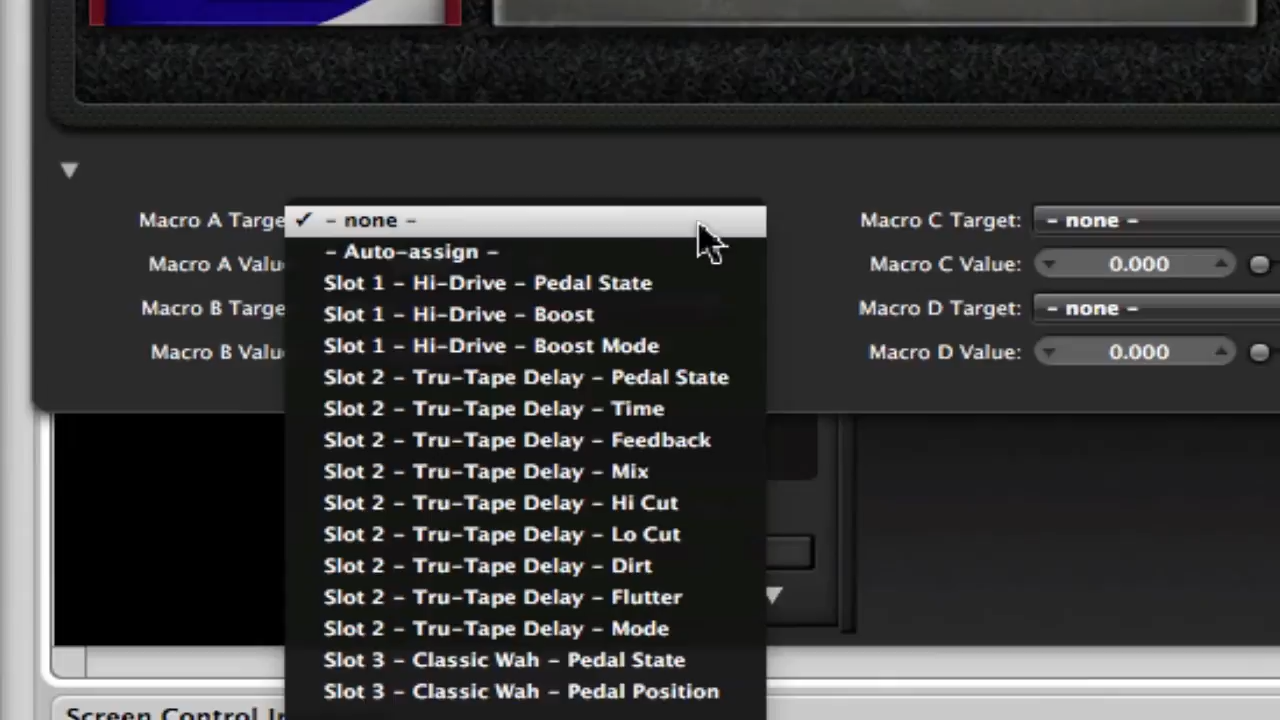 Macro A Targe
✓ - none -
Macro C Target:
- none -
- Auto-assign -
Macro A Valu
Macro C Value:
0.000
Slot 1 - Hi-Drive - Pedal State
Macro B Targe
Slot 1 - Hi-Drive - Boost
Macro D Target:
- none -
Macro B Valu
Slot 1 - Hi-Drive - Boost Mode
Macro D Value:
0.000
Slot 2 - Tru-Tape Delay - Pedal State
Slot 2 - Tru-Tape Delay - Time
Slot 2 - Tru-Tape Delay - Feedback
Slot 2 - Tru-Tape Delay - Mix
Slot 2 - Tru-Tape Delay - Hi Cut
Slot 2 - Tru-Tape Delay - Lo Cut
Slot 2 - Tru-Tape Delay - Dirt
Slot 2 - Tru-Tape Delay - Flutter
Slot 2 - Tru-Tape Delay - Mode
Slot 3 - Classic Wah - Pedal State
Slot 3 - Classic Wah - Pedal Position
Screen Control In